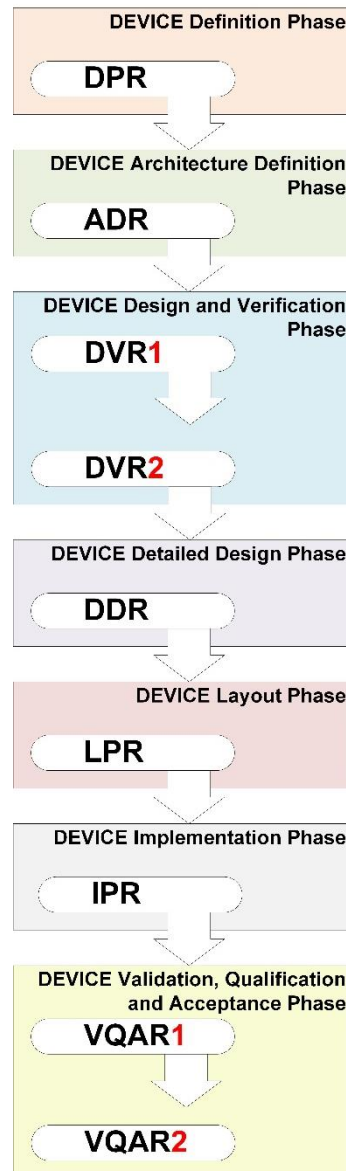 DEVICE Definition Phase
DPR
DEVICE Architecture Definition
Phase
ADR
DEVICE Design and Verification
Phase
DVR1
DVR2
DEVICE Detailed Design Phase
DDR
DEVICE Layout Phase
LPR
DEVICE Implementation Phase
IPR
DEVICE Validation, Qualification
and Acceptance Phase
VQAR1
VQAR2